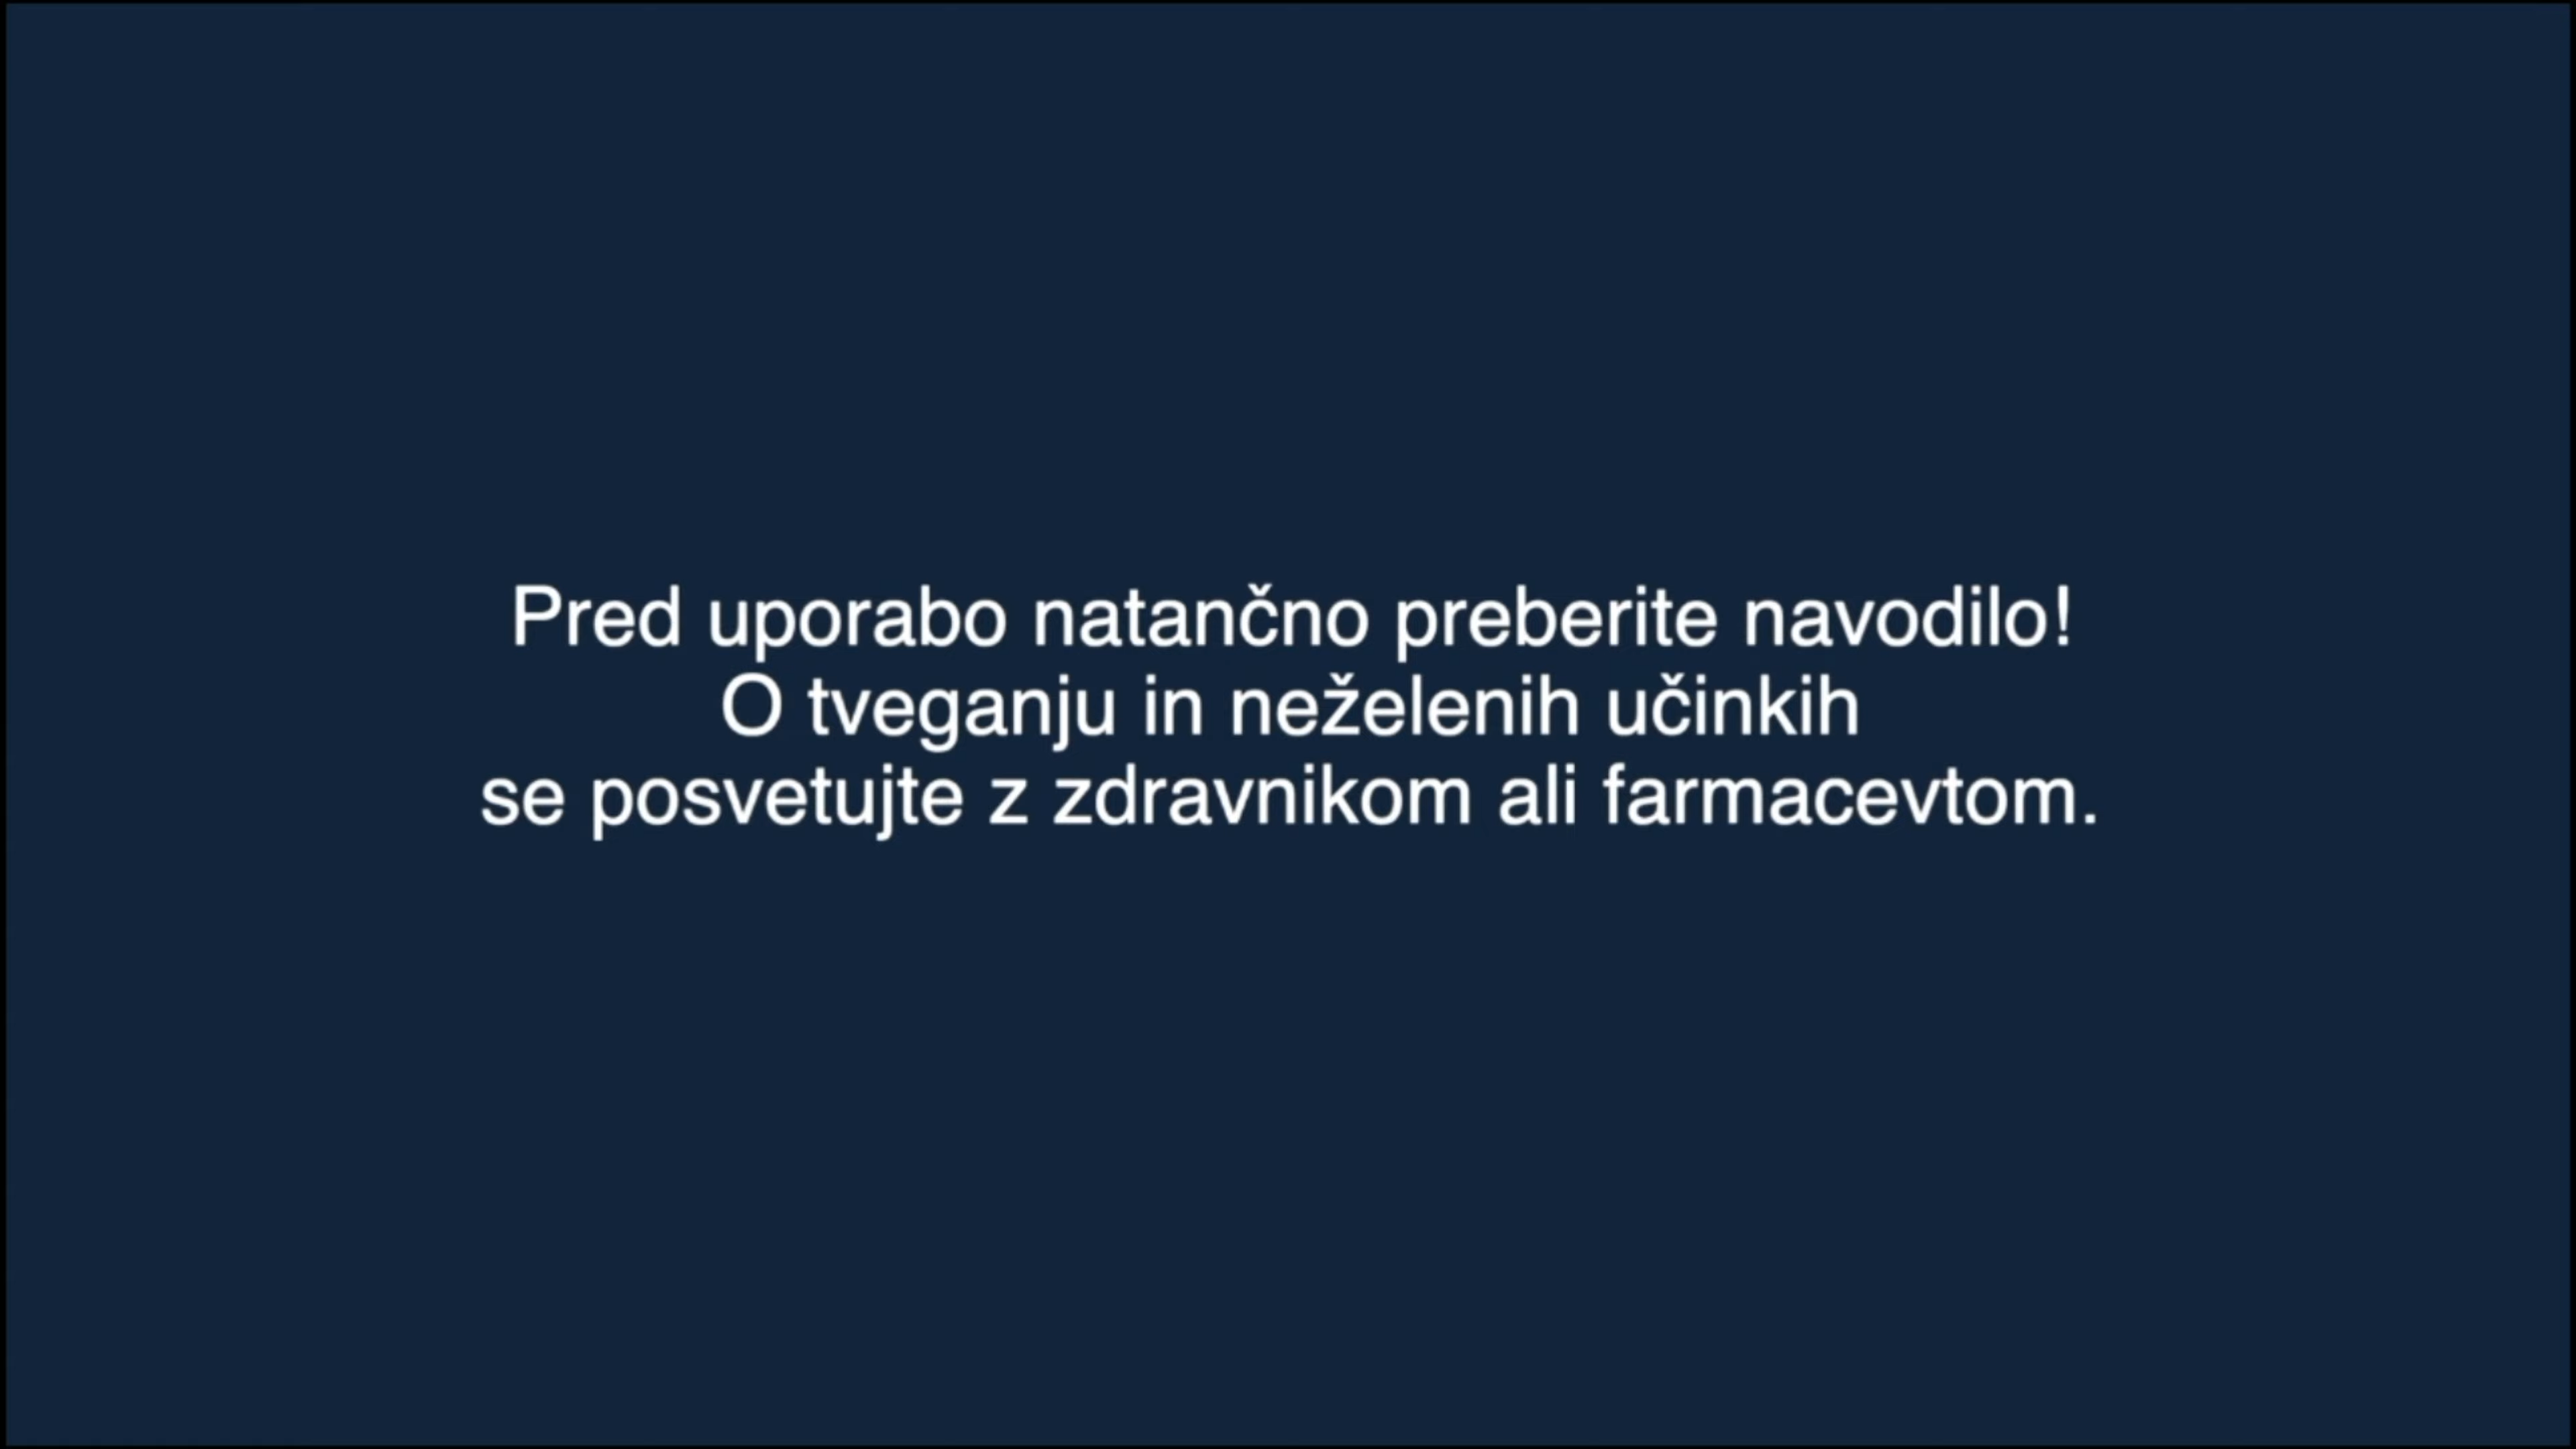 Pred uporabo natančno preberite navodilo!
O tveganju in neželenih učinkih
se posvetujte z zdravnikom ali farmacevtom.